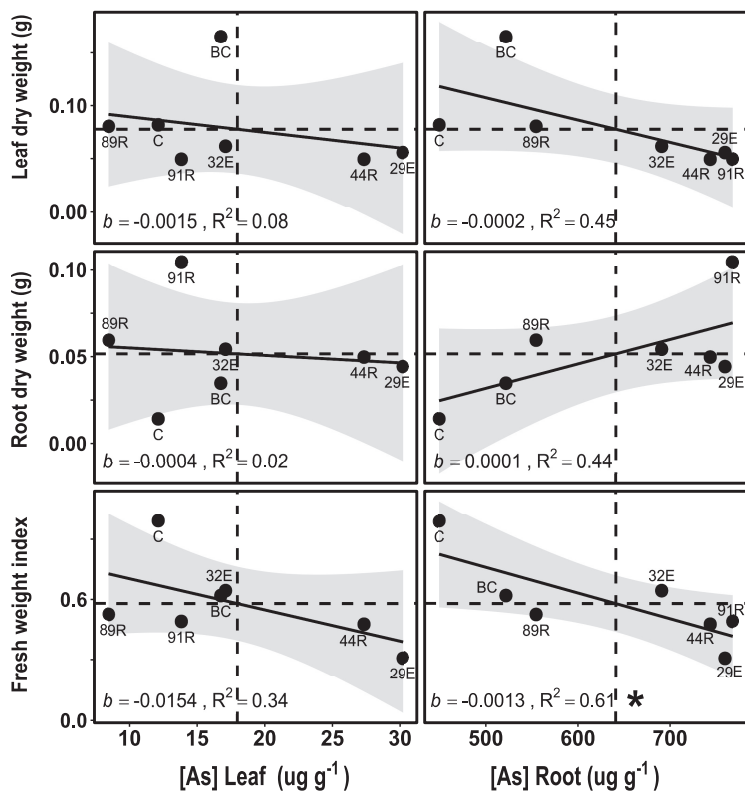 Leaf dry weight (g)
0.10
0.00
BC
89R
C
91R
32E
44R
29E
b = -0.0015 , R² = 0.08
BC
C
89R
32E
29E
44R
91R
b = -0.0002 , R² = 0.45
Root dry weight (g)
0.10
0.05
0.00
91R
89R
32E
BC
44R
29E
C
b = -0.0004 , R² = 0.02
91R
89R
32E
44R
29E
BC
C
b = 0.0001 , R² = 0.44
Fresh weight index
0.6
0.0
C
32E
BC
89R
91R
44R
29E
b = -0.0154 , R² = 0.34
C
BC
32E
89R
91R
44R
29E
b = -0.0013 , R² = 0.61 *
10 15 20 25 30
500 600 700
[As] Leaf (ug g⁻¹)
[As] Root (ug g⁻¹)